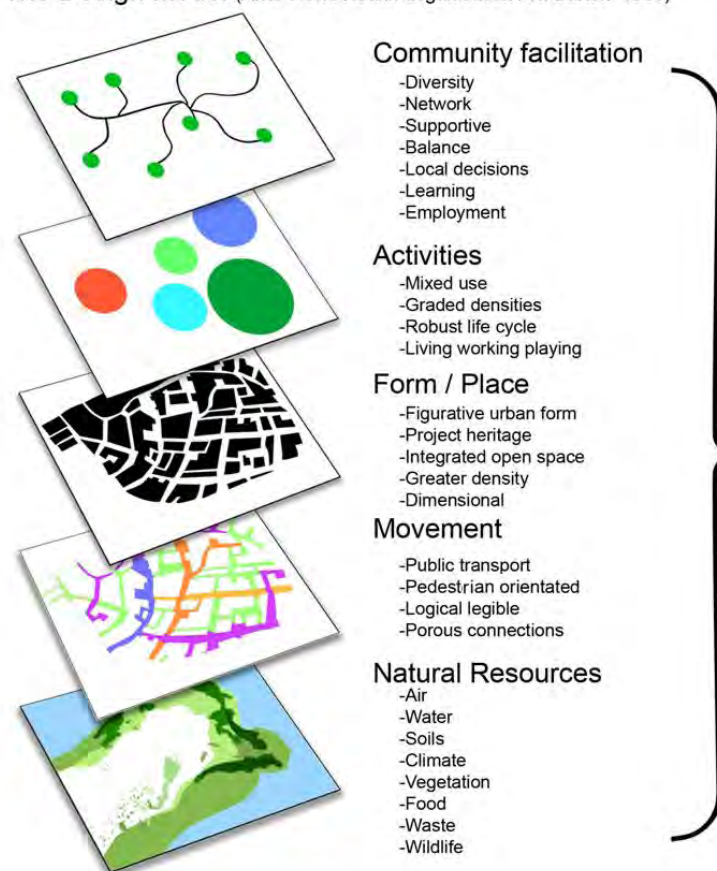 Community facilitation
-Diversity
-Network
-Supportive
-Balance
-Local decisions
-Learning
-Employment
Activities
-Mixed use
-Graded densities
-Robust life cycle
-Living working playing
Form / Place
-Figurative urban form
-Project heritage
-Integrated open space
-Greater density
-Dimensional
Movement
-Public transport
-Pedestrian orientated
-Logical legible
-Porous connections
Natural Resources
-Air
-Water
-Soils
-Climate
-Vegetation
-Food
-Waste
-Wildlife